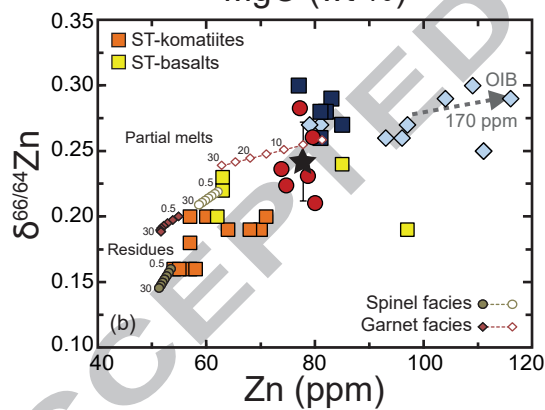 MgO (wt %)
δ66/64Zn
0.30
0.25
0.20
0.15
0.10
ST-komatiites
ST-basalts
OIB
170 ppm
Partial melts
30
20
10
0.5
30
0.5
30
Residues
0.5
30
(b)
Spinel facies
Garnet facies
40
60
80
100
120
Zn (ppm)